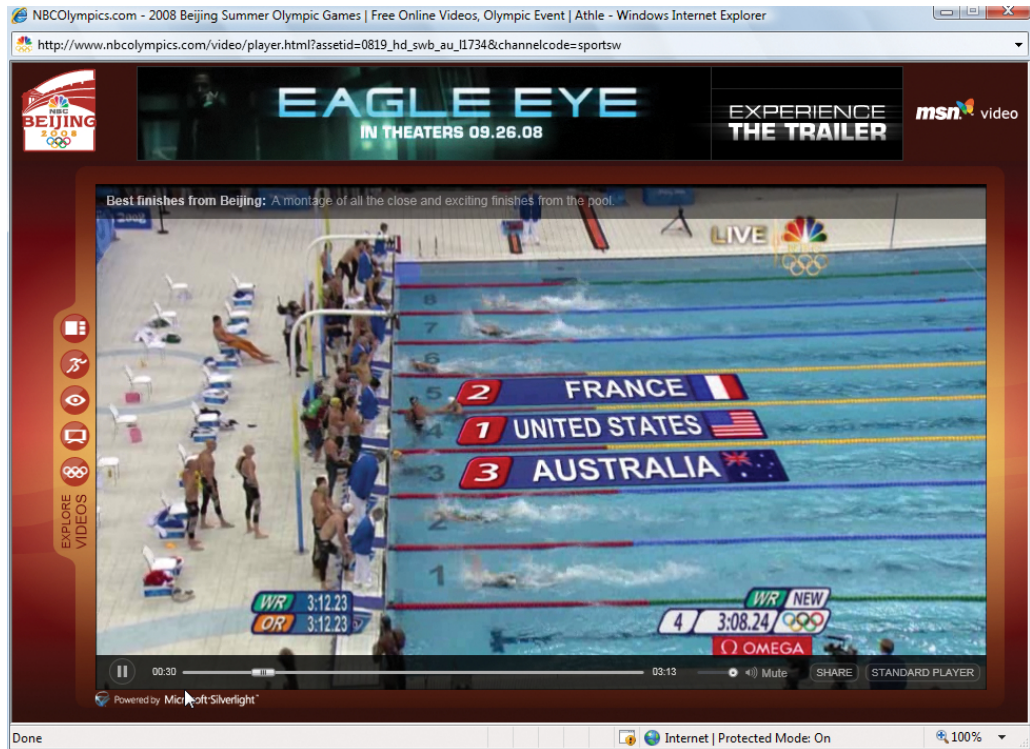 NBCOlympics.com - 2008 Beijing Summer Olympic Games | Free Online Videos, Olympic Event | Athle - Windows Internet Explorer
http://www.nbcolympics.com/video/player.html?assetid=0819_hd_swb_au_l1734&channelcode=sportsw
NBC
BEIJING
2008
EAGLE EYE
IN THEATERS 09.26.08
EXPERIENCE
THE TRAILER
msn video
Best finishes from Beijing: A montage of all the close and exciting finishes from the pool.
2008
LIVE
8
7
6
5
4
3
2
1
2 FRANCE
1 UNITED STATES
3 AUSTRALIA
EXPLORE
VIDEOS
WR 3:12.23
OR 3:12.23
WR NEW
4 3:08.24
Ω OMEGA
00:30
03:13
Mute
SHARE
STANDARD PLAYER
Powered by Microsoft Silverlight™
Done
Internet | Protected Mode: On
100%